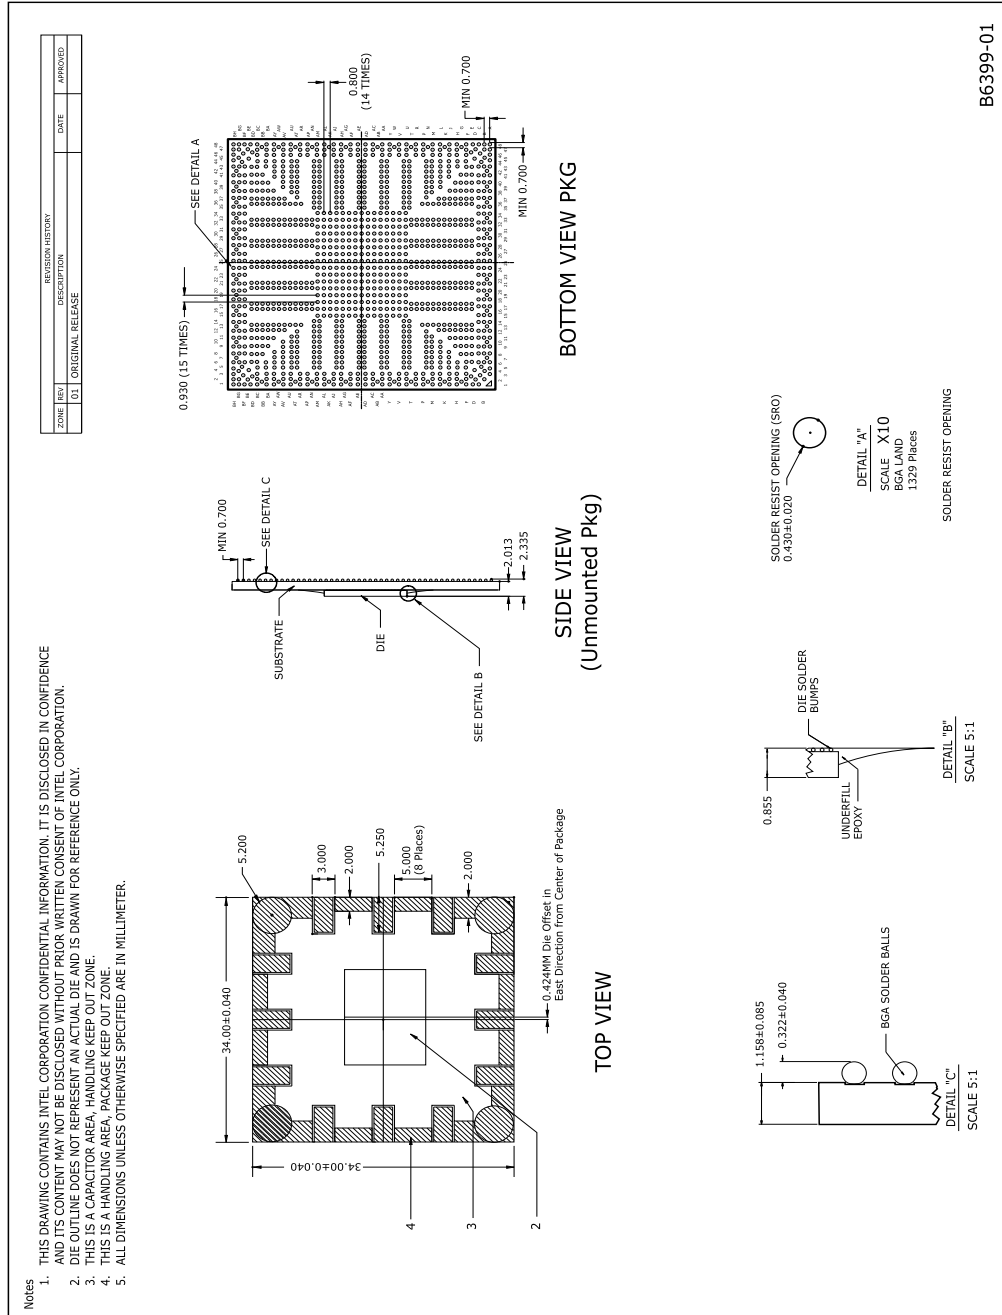 Notes
1. THIS DRAWING CONTAINS INTEL CORPORATION CONFIDENTIAL INFORMATION. IT IS DISCLOSED IN CONFIDENCE
AND ITS CONTENT MAY NOT BE DISCLOSED WITHOUT PRIOR WRITTEN CONSENT OF INTEL CORPORATION.
2. DIE OUTLINE DOES NOT REPRESENT AN ACTUAL DIE AND IS DRAWN FOR REFERENCE ONLY.
3. THIS IS A CAPACITOR AREA, HANDLING KEEP OUT ZONE.
4. THIS IS A HANDLING AREA, PACKAGE KEEP OUT ZONE.
5. ALL DIMENSIONS UNLESS OTHERWISE SPECIFIED ARE IN MILLIMETER.
REVISION HISTORY
ZONE REV DESCRIPTION DATE APPROVED
01 ORIGINAL RELEASE
34.00±0.040
34.00±0.040
5.200
3.000
2.000
5.250
5.000
(8 Places)
2.000
0.424MM Die Offset in
East Direction from Center of Package
4
3
2
TOP VIEW
MIN 0.700
SEE DETAIL C
SUBSTRATE
DIE
SEE DETAIL B
2.013
2.335
SIDE VIEW
(Unmounted Pkg)
0.930 (15 TIMES)
SEE DETAIL A
0.800
(14 TIMES)
MIN 0.700
MIN 0.700
BOTTOM VIEW PKG
1.158±0.085
0.322±0.040
BGA SOLDER BALLS
DETAIL "C"
SCALE 5:1
0.855
DIE SOLDER
BUMPS
UNDERFILL
EPOXY
DETAIL "B"
SCALE 5:1
SOLDER RESIST OPENING (SRO)
0.430±0.020
DETAIL "A"
SCALE X10
BGA LAND
1329 Places
SOLDER RESIST OPENING
B6399-01